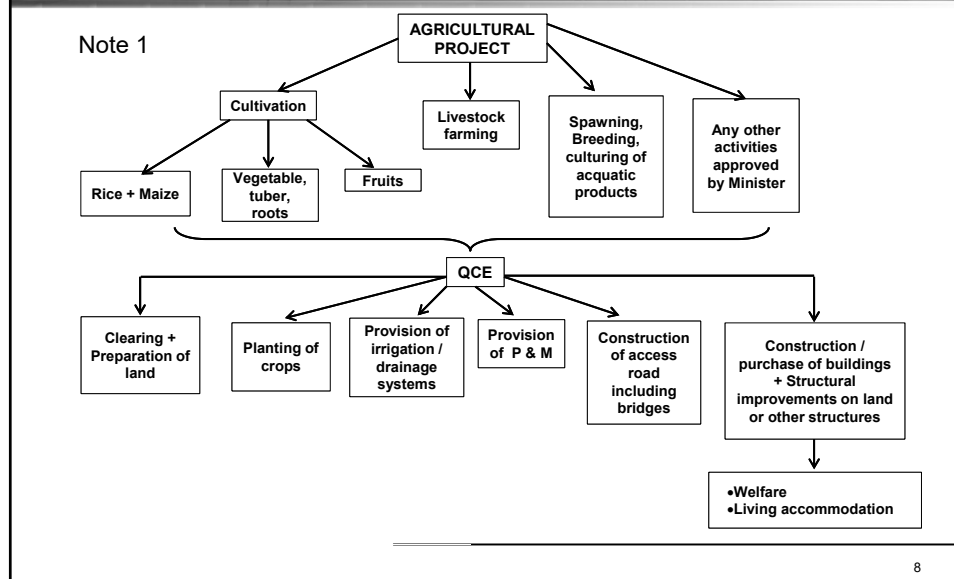 Note 1
AGRICULTURAL
PROJECT
Cultivation
Livestock
farming
Spawning,
Breeding,
culturing of
acquatic
products
Any other
activities
approved
by Minister
Rice + Maize
Vegetable,
tuber,
roots
Fruits
QCE
Clearing +
Preparation of
land
Planting of
crops
Provision of
irrigation /
drainage
systems
Provision
of P & M
Construction
of access
road
including
bridges
Construction /
purchase of buildings
+ Structural
improvements on land
or other structures
•Welfare
•Living accommodation
8